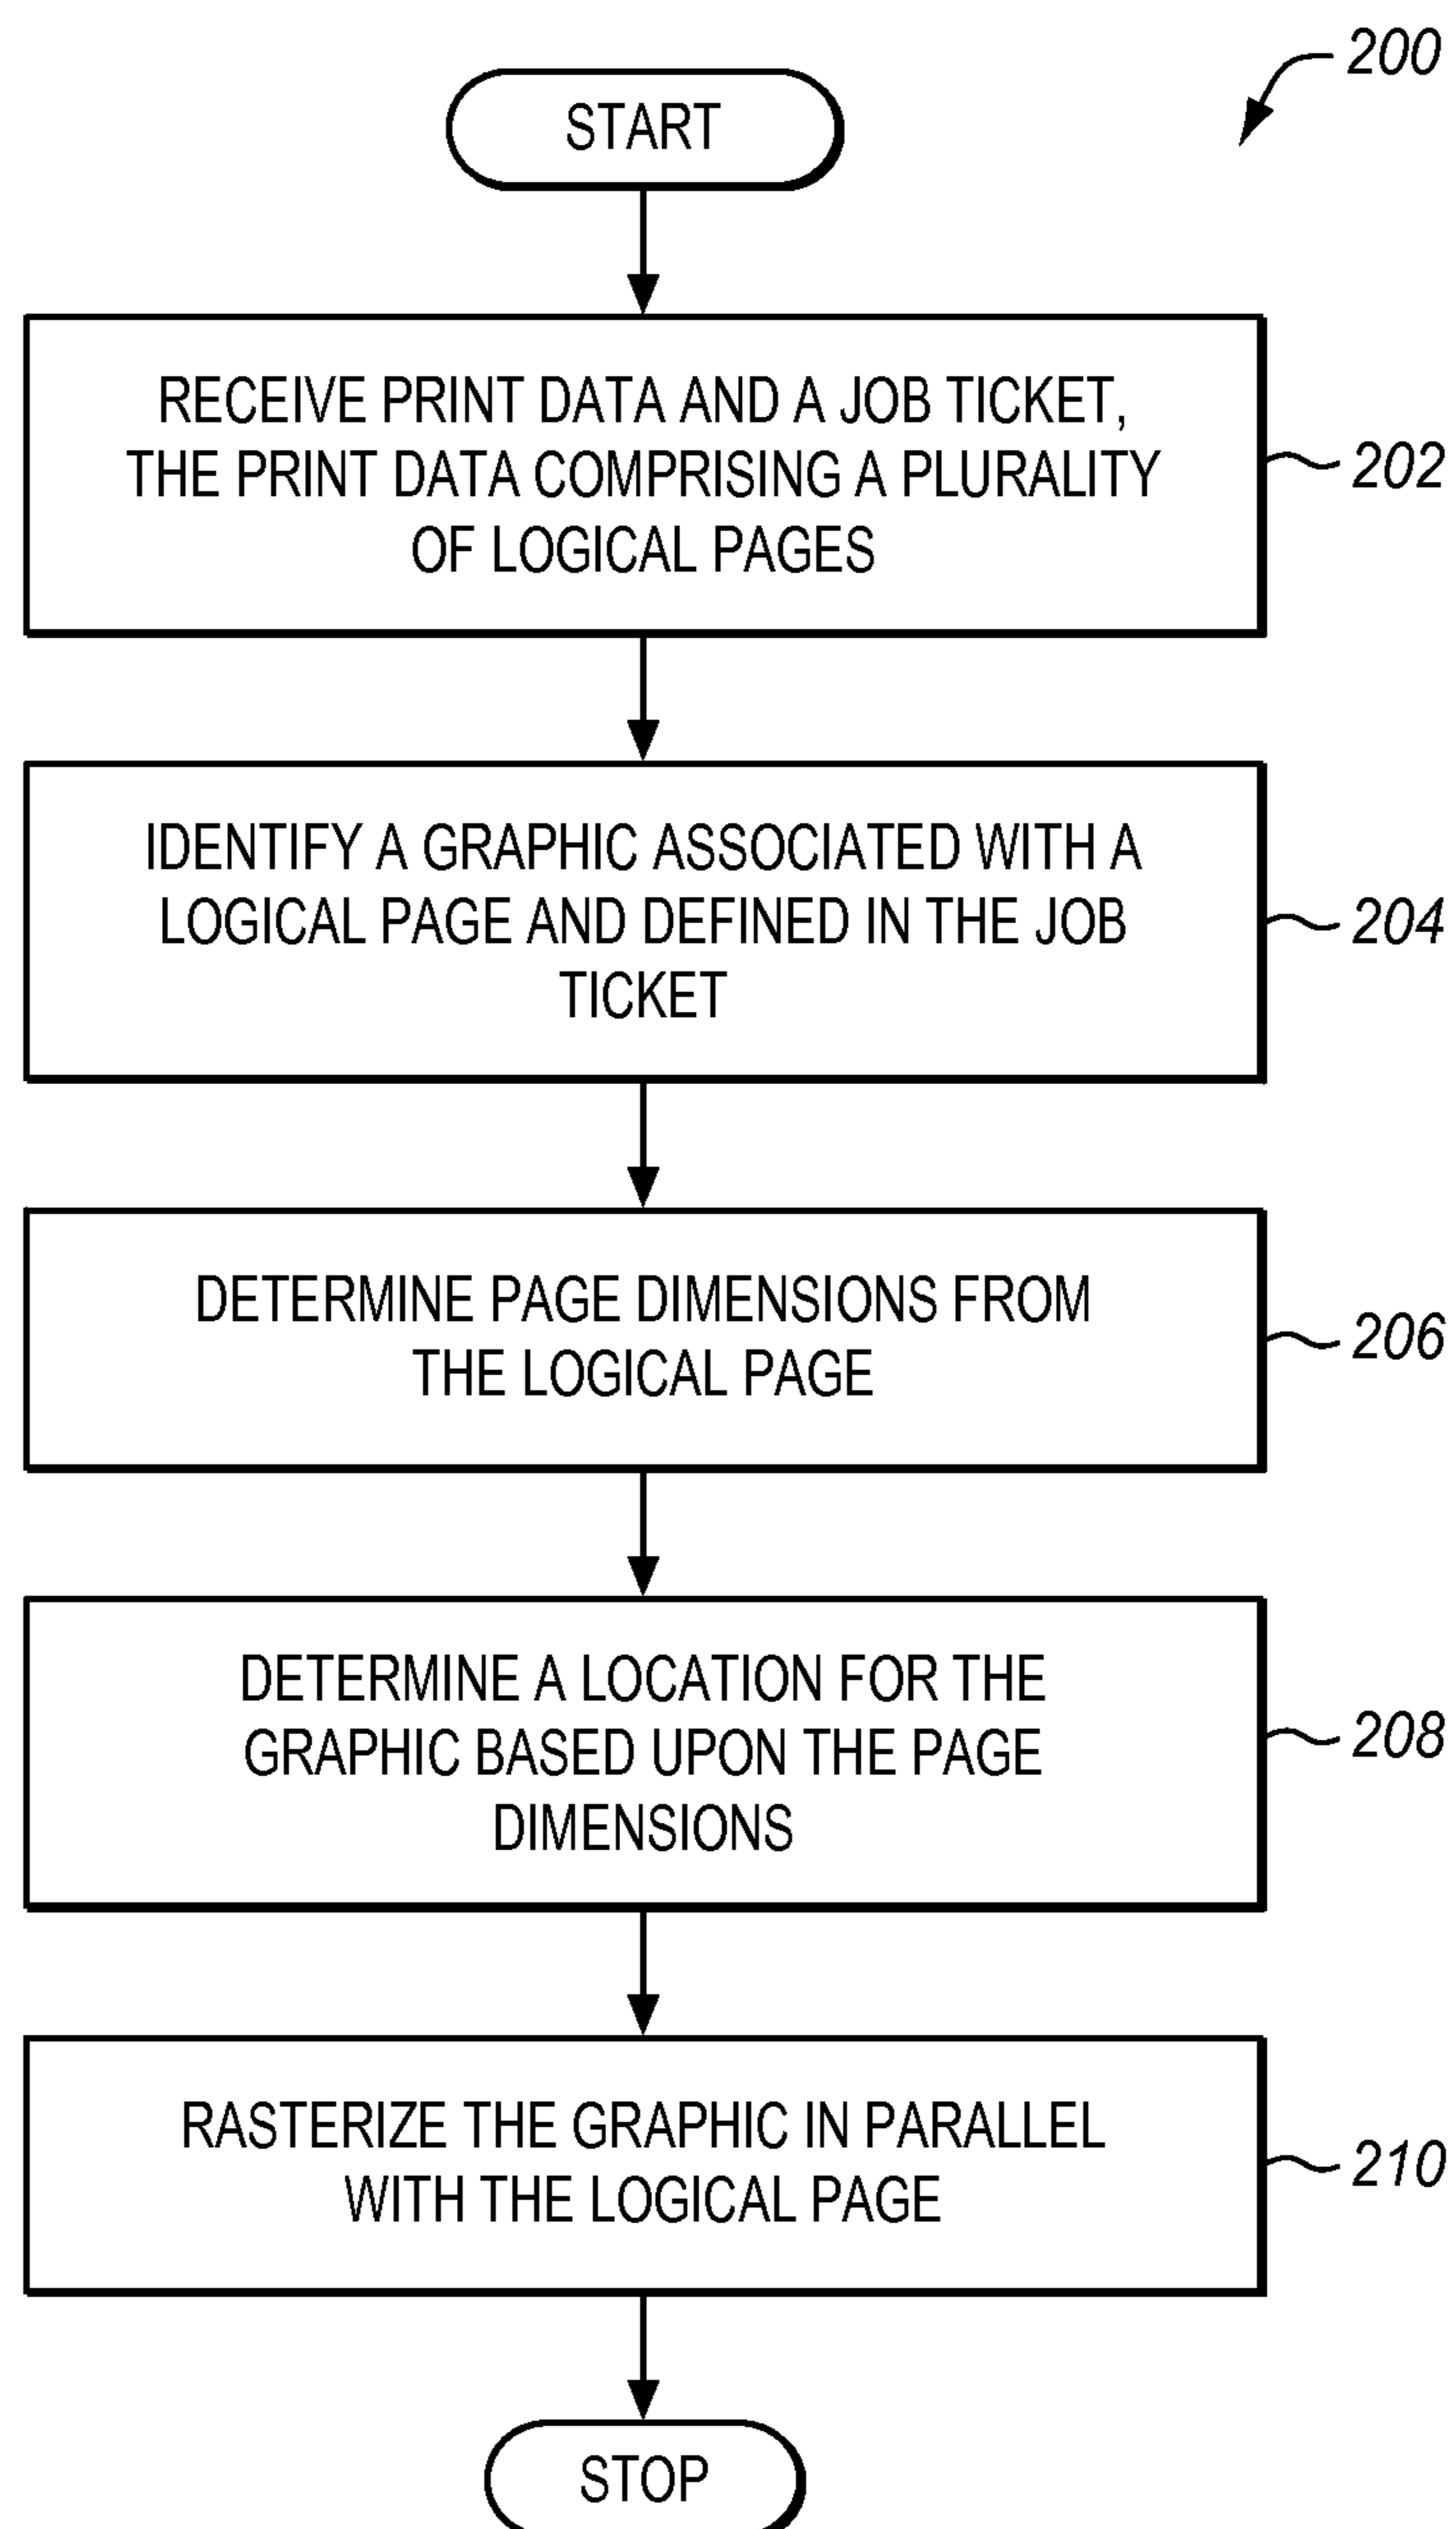 200
START
RECEIVE PRINT DATA AND A JOB TICKET,
THE PRINT DATA COMPRISING A PLURALITY
OF LOGICAL PAGES
202
IDENTIFY A GRAPHIC ASSOCIATED WITH A
LOGICAL PAGE AND DEFINED IN THE JOB
TICKET
204
DETERMINE PAGE DIMENSIONS FROM
THE LOGICAL PAGE
206
DETERMINE A LOCATION FOR THE
GRAPHIC BASED UPON THE PAGE
DIMENSIONS
208
RASTERIZE THE GRAPHIC IN PARALLEL
WITH THE LOGICAL PAGE
210
STOP